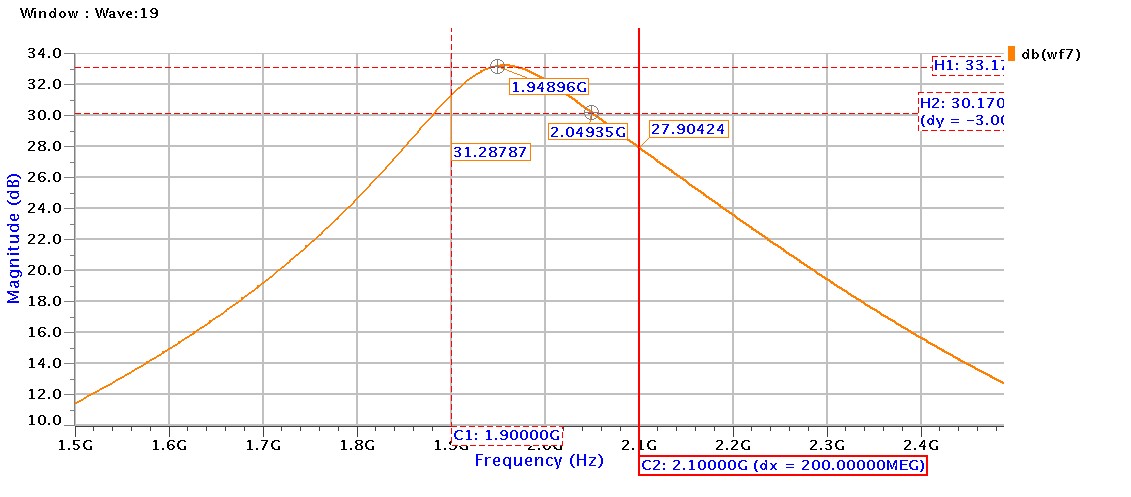 Window : Wave:19
db(wf7)
34.0
32.0
30.0
28.0
26.0
24.0
22.0
20.0
18.0
16.0
14.0
12.0
10.0
Magnitude (dB)
H1: 33.17
H2: 30.170
(dy = -3.00
1.94896G
2.04935G
27.90424
31.28787
1.5G 1.6G 1.7G 1.8G 2.1G 2.2G 2.3G 2.4G
C1: 1.90000G
Frequency (Hz)
C2: 2.10000G (dx = 200.00000MEG)